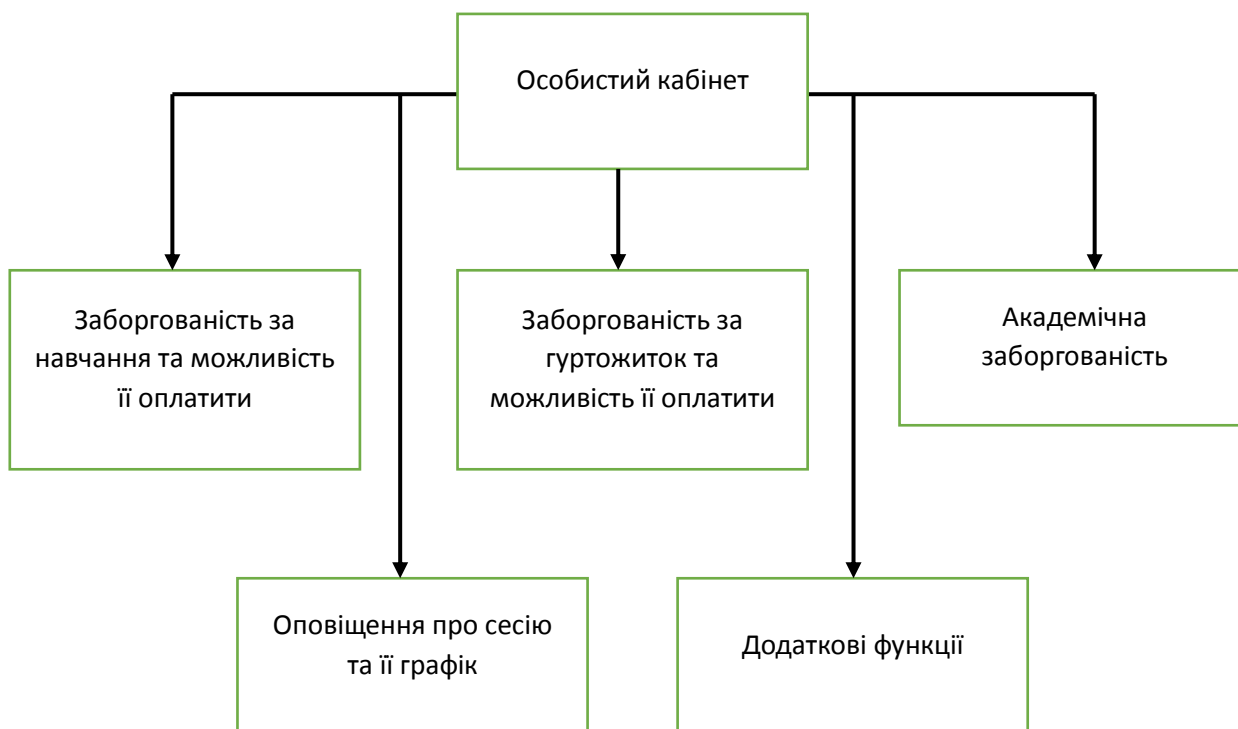 Особистий кабінет
Заборгованість за
навчання та можливість
її оплатити
Заборгованість за
гуртожиток та
можливість її оплатити
Академічна
заборгованість
Оповіщення про сесію
та її графік
Додаткові функції